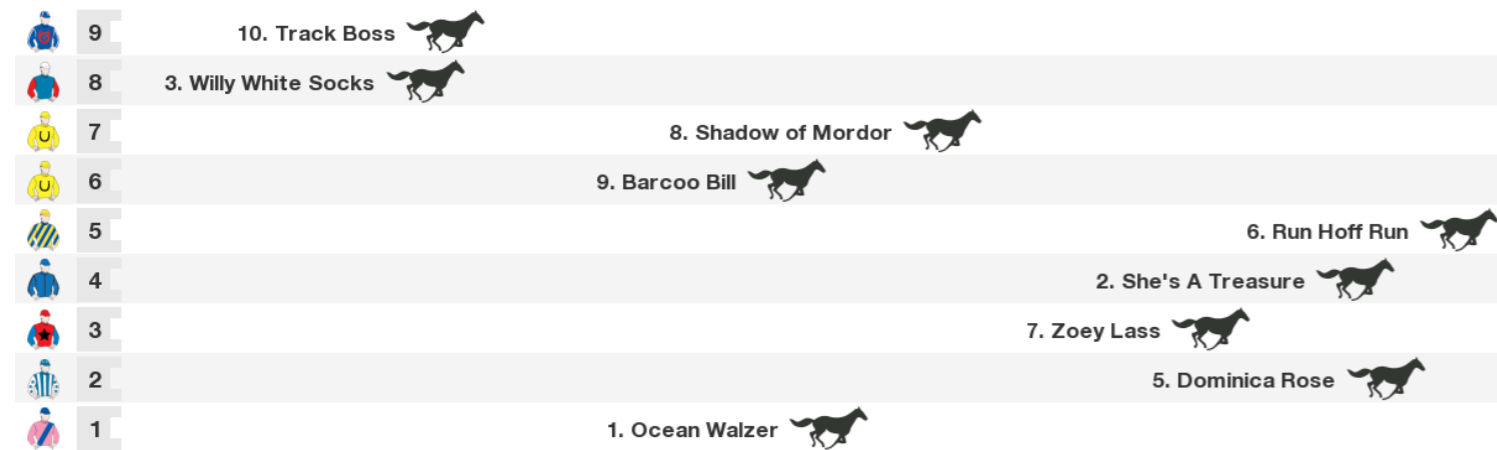 9 10. Track Boss
8 3. Willy White Socks
7 8. Shadow of Mordor
U
6 9. Barcoo Bill
U
5 6. Run Hoff Run
4 2. She's A Treasure
3 7. Zoey Lass
2 5. Dominica Rose
1 1. Ocean Walzer